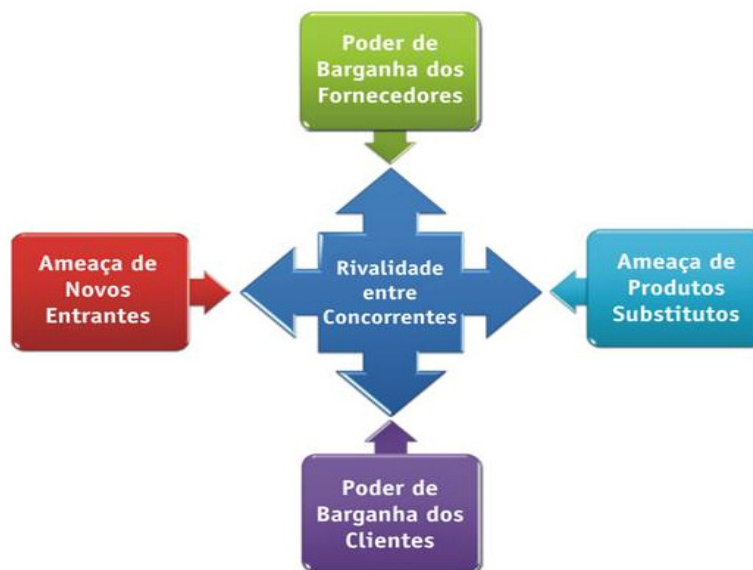 Poder de
Barganha dos
Fornecedores
Ameaça de
Novos
Entrantes
Rivalidade
entre
Concorrentes
Ameaça de
Produtos
Substitutos
Poder de
Barganha dos
Clientes